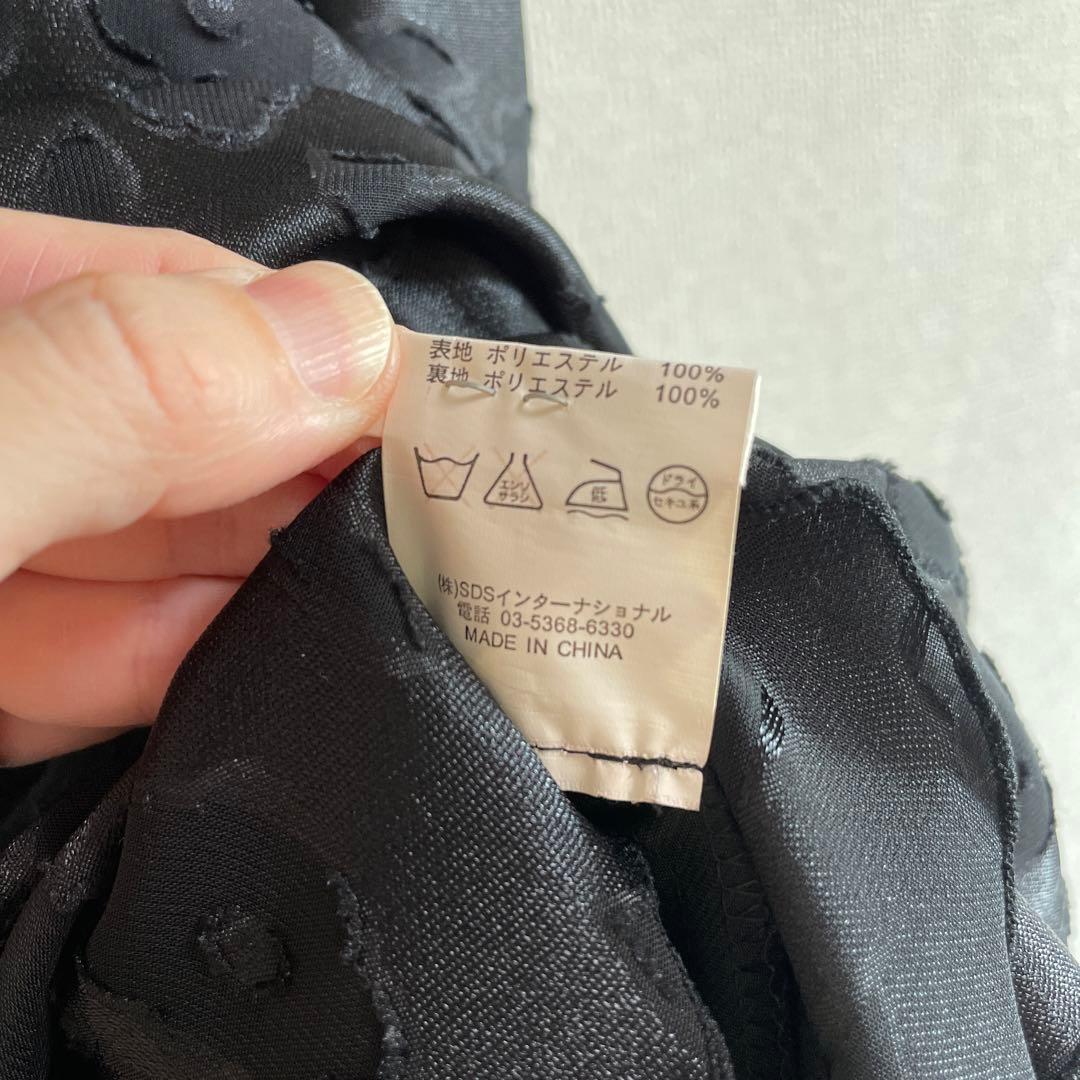 表地 ポリエステル 100%
裏地 ポリエステル 100%
エンソ
サラシ
低
ドライ
セキユ系
(株)SDSインターナショナル
電話 03-5368-6330
MADE IN CHINA